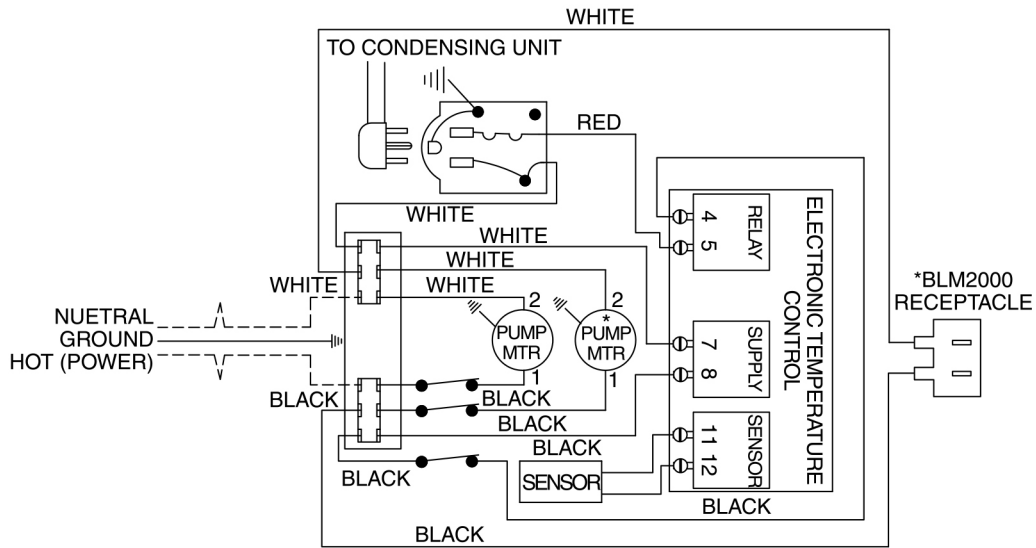 WHITE
TO CONDENSING UNIT
RED
WHITE
WHITE
WHITE
WHITE
WHITE
NUETRAL
GROUND
HOT (POWER)
2
PUMP
MTR
1
2
*
PUMP
MTR
1
BLACK
BLACK
BLACK
BLACK
BLACK
SENSOR
4
5
RELAY
7
8
SUPPLY
11
12
SENSOR
ELECTRONIC TEMPERATURE
CONTROL
*BLM2000
RECEPTACLE
BLACK
BLACK